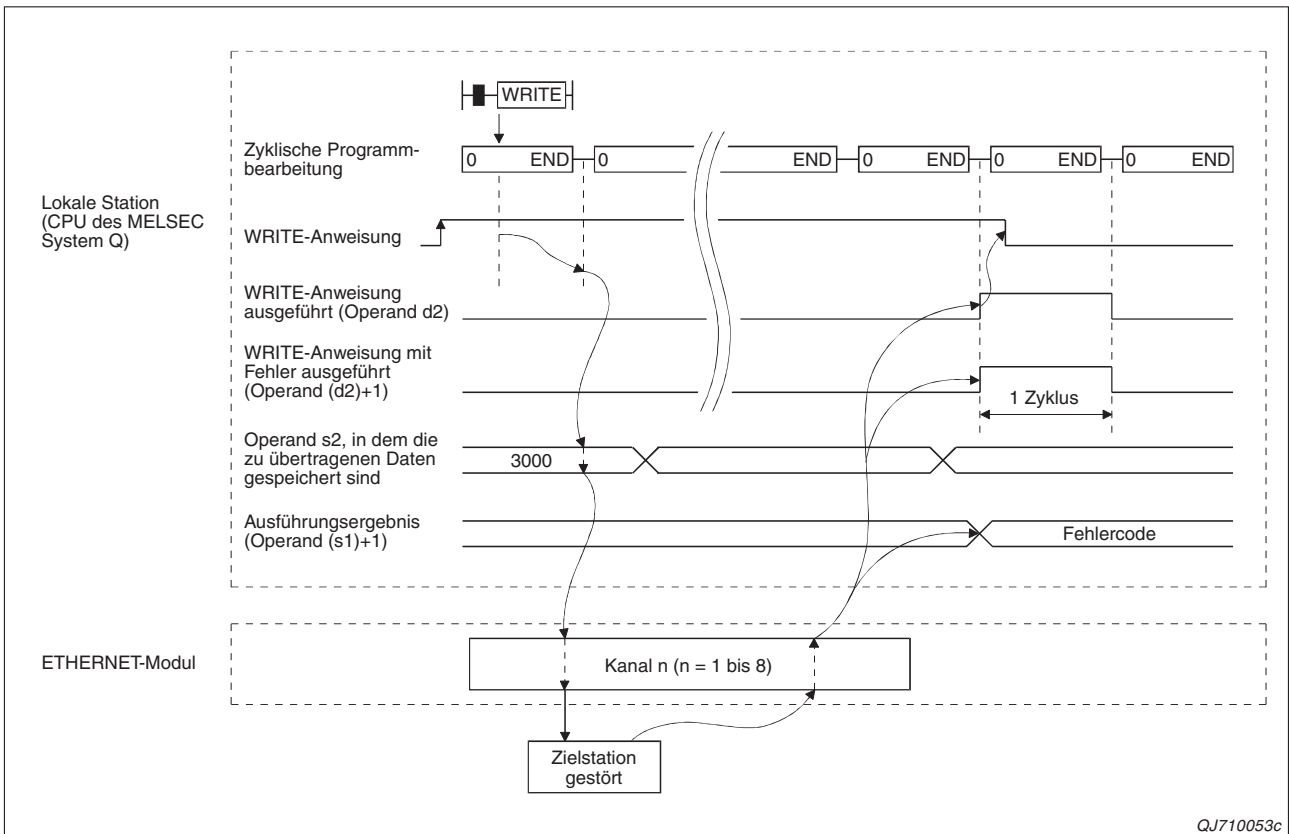 WRITE
Zyklische Programm-
bearbeitung
0 END 0 END 0 END 0 END 0 END
Lokale Station
(CPU des MELSEC
System Q)
WRITE-Anweisung
WRITE-Anweisung
ausgeführt (Operand d2)
WRITE-Anweisung mit
Fehler ausgeführt
(Operand (d2)+1)
1 Zyklus
Operand s2, in dem die
zu übertragenen Daten
gespeichert sind
3000
Ausführungsergebnis
(Operand (s1)+1)
Fehlercode
ETHERNET-Modul
Kanal n (n = 1 bis 8)
Zielstation
gestört
QJ710053c